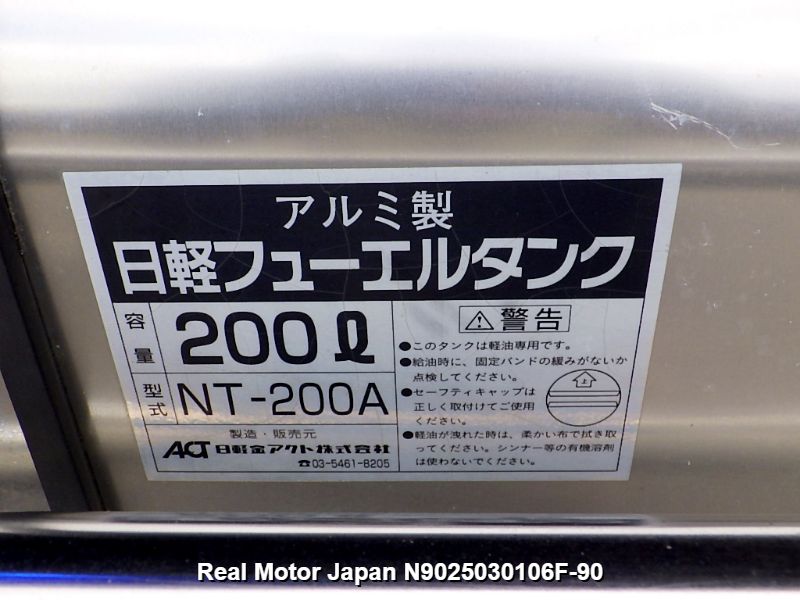 アルミ製
日軽フューエルタンク
容量 200ℓ
型式 NT-200A
製造・販売元
ACT 日軽金アクト株式会社
☎03-5461-8205
⚠警告
●このタンクは軽油専用です。
●給油時に、固定バンドの緩みがないか
点検してください。
●セーフティキャップは
正しく取付けてご使用
ください。
上
●軽油が洩れた時は、柔かい布で拭き取
ってください。シンナー等の有機溶剤
は使わないでください。
Real Motor Japan N9025030106F-90